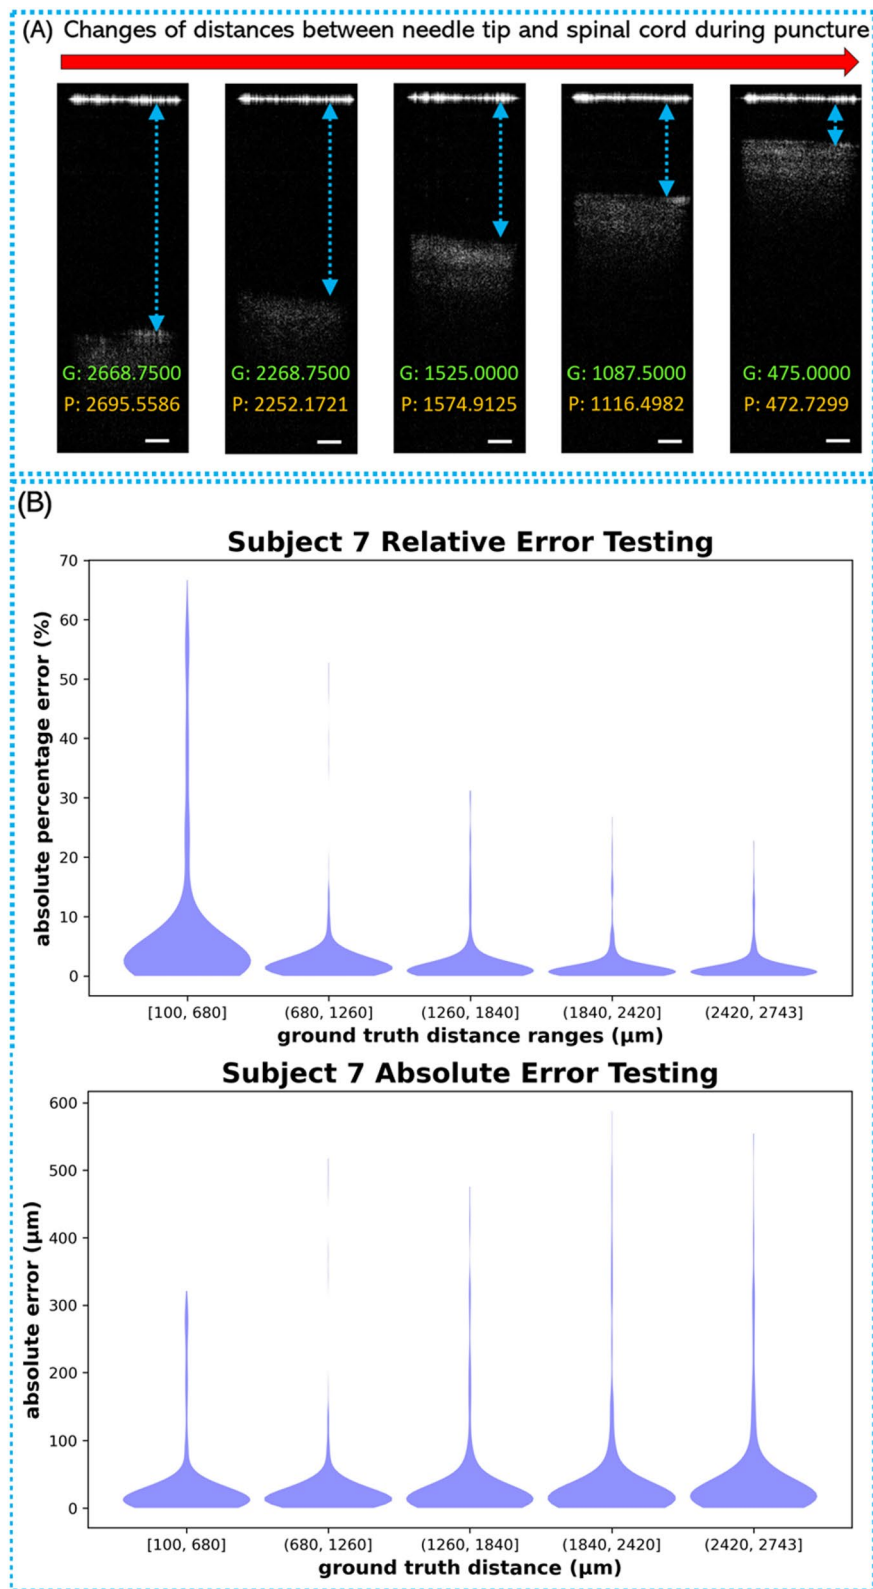 (A) Changes of distances between needle tip and spinal cord during puncture
G: 2668.7500 G: 2268.7500 G: 1525.0000 G: 1087.5000 G: 475.0000
P: 2695.5586 P: 2252.1721 P: 1574.9125 P: 1116.4982 P: 472.7299
(B)
Subject 7 Relative Error Testing
absolute percentage error (%)
70
60
50
40
30
20
10
0
[100, 680] (680, 1260] (1260, 1840] (1840, 2420] (2420, 2743]
ground truth distance ranges (μm)
Subject 7 Absolute Error Testing
absolute error (μm)
600
500
400
300
200
100
0
[100, 680] (680, 1260] (1260, 1840] (1840, 2420] (2420, 2743]
ground truth distance (μm)